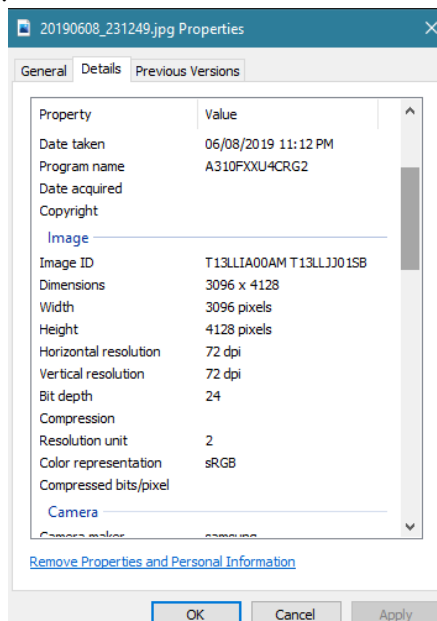 20190608_231249.jpg Properties
General Details Previous Versions
Property Value
Date taken 06/08/2019 11:12 PM
Program name A310FXXU4CRG2
Date acquired
Copyright
Image
Image ID T13LLIA00AM T13LLJJ01SB
Dimensions 3096 x 4128
Width 3096 pixels
Height 4128 pixels
Horizontal resolution 72 dpi
Vertical resolution 72 dpi
Bit depth 24
Compression
Resolution unit 2
Color representation sRGB
Compressed bits/pixel
Camera
Camera maker samsung
Remove Properties and Personal Information
OK Cancel Apply